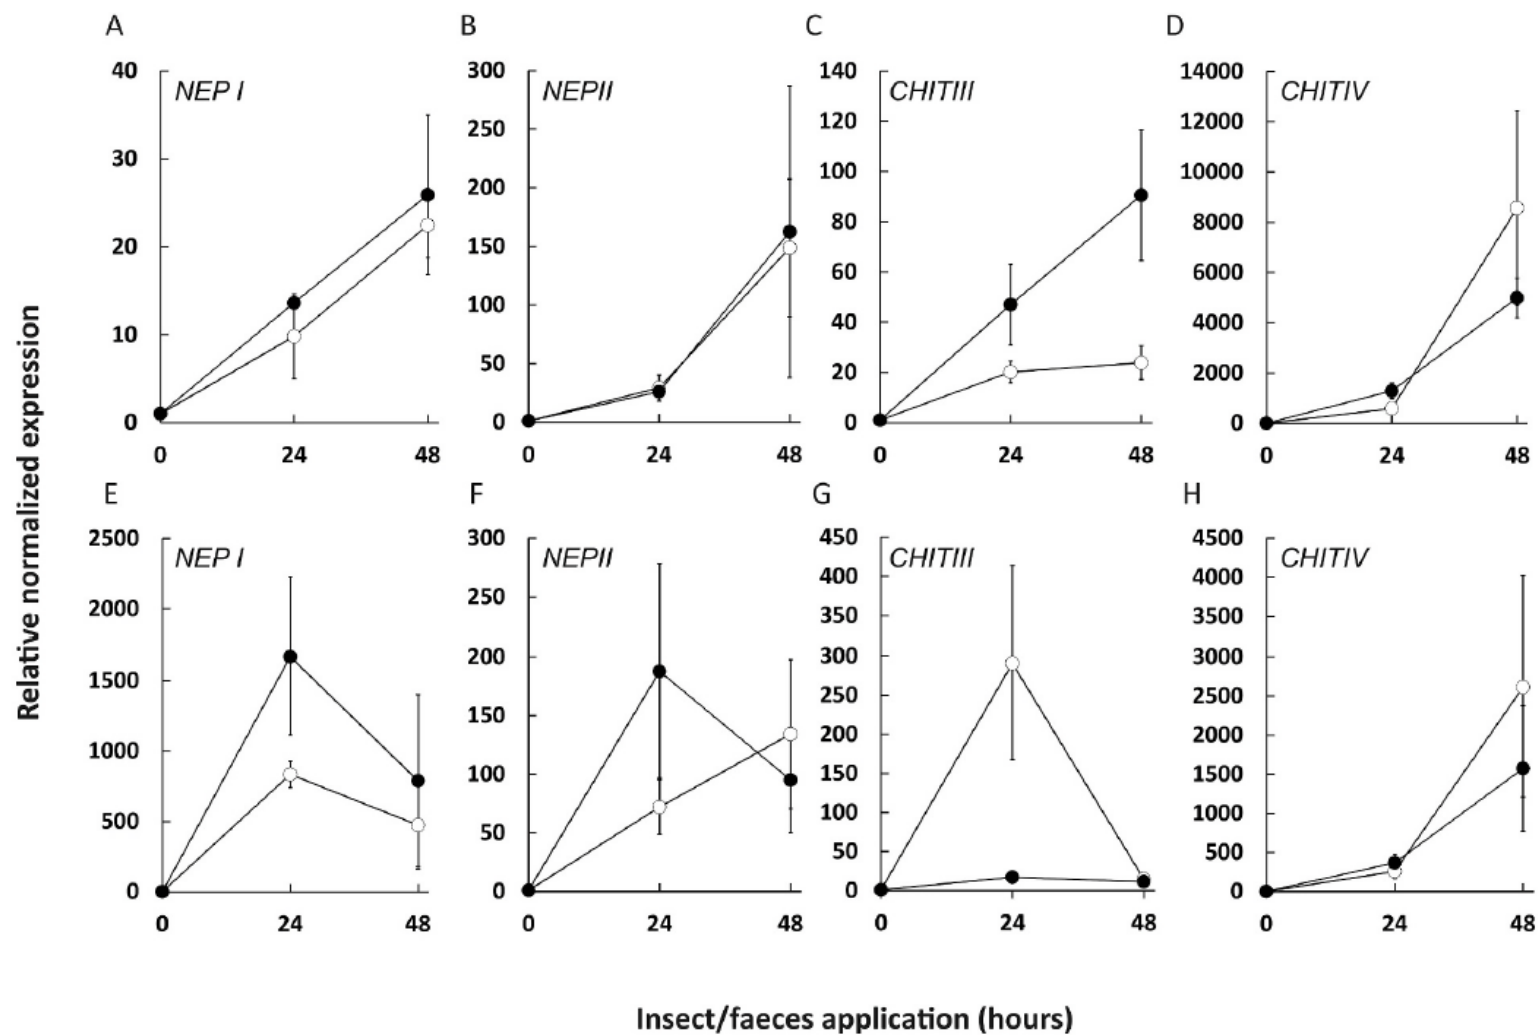 A
B
C
D
NEP I
NEPII
CHITIII
CHITIV
40
30
20
10
0
300
250
200
150
100
50
0
140
120
100
80
60
40
20
0
14000
12000
10000
8000
6000
4000
2000
0
0 24 48
0 24 48
0 24 48
0 24 48
E
F
G
H
NEP I
NEPII
CHITIII
CHITIV
2500
2000
1500
1000
500
0
300
250
200
150
100
50
0
450
400
350
300
250
200
150
100
50
0
4500
4000
3500
3000
2500
2000
1500
1000
500
0
0 24 48
0 24 48
0 24 48
0 24 48
Relative normalized expression
Insect/faeces application (hours)